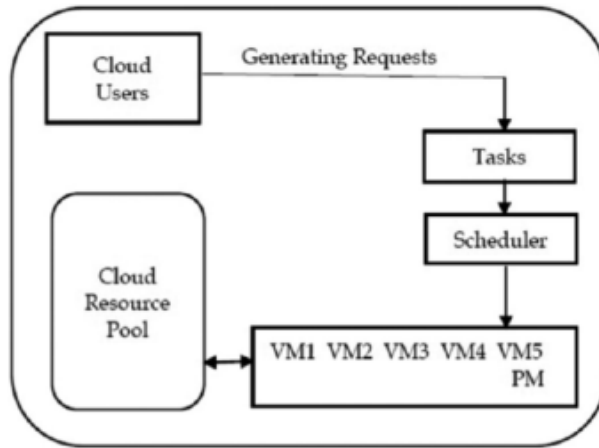 Cloud
Users
Generating Requests
Tasks
Scheduler
Cloud
Resource
Pool
VM1 VM2 VM3 VM4 VM5
PM